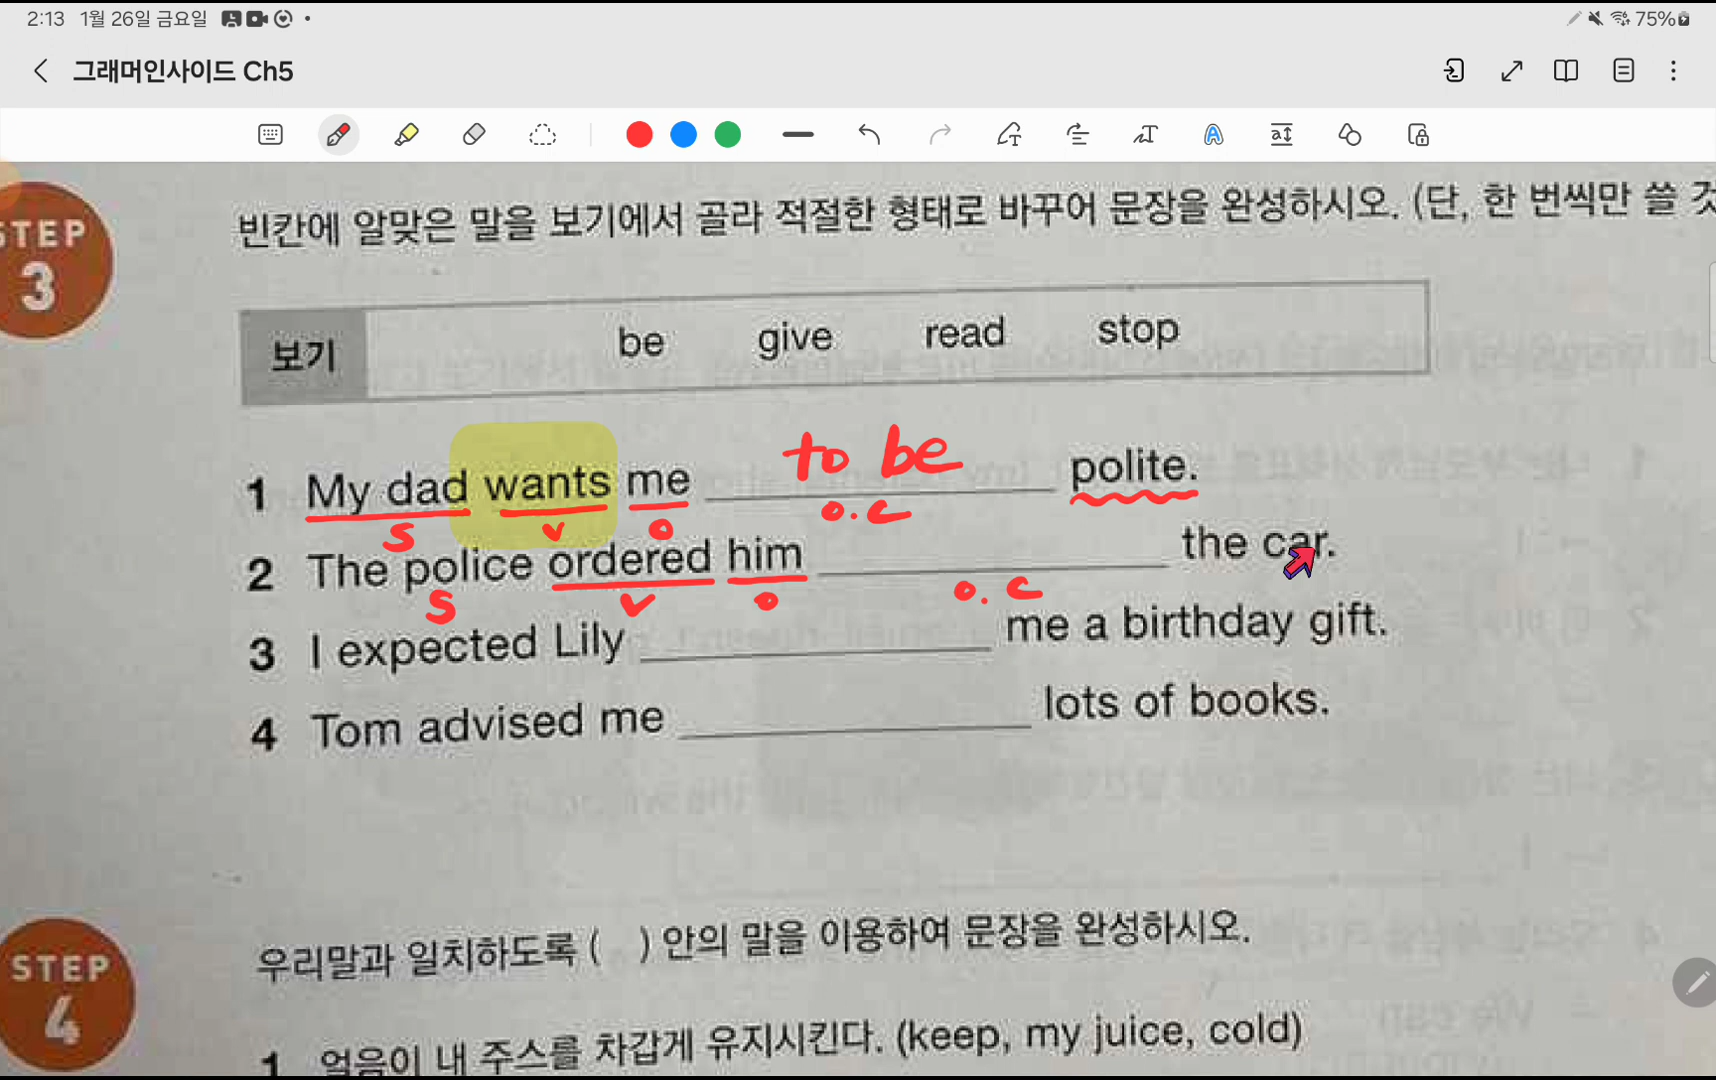 2:13 1월 26일 금요일
75%
그래머인사이드 Ch5
STEP
3
빈칸에 알맞은 말을 보기에서 골라 적절한 형태로 바꾸어 문장을 완성하시오. (단, 한 번씩만 쓸 것
보기 be give read stop
to be
1 My dad wants me ____ polite.
S V O O.C
2 The police ordered him ____ the car.
S V O O.C
3 I expected Lily ____ me a birthday gift.
4 Tom advised me ____ lots of books.
STEP
4
우리말과 일치하도록 ( ) 안의 말을 이용하여 문장을 완성하시오.
1 얼음이 내 주스를 차갑게 유지시킨다. (keep, my juice, cold)